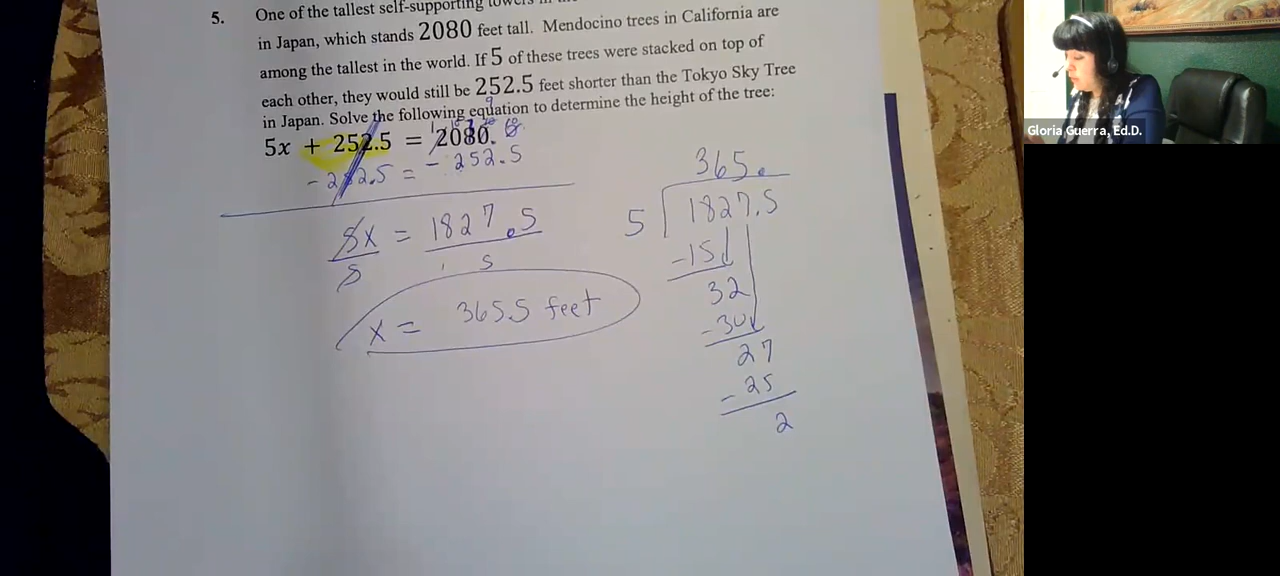 5. One of the tallest self-supporting towers in the
in Japan, which stands 2080 feet tall. Mendocino trees in California are
among the tallest in the world. If 5 of these trees were stacked on top of
each other, they would still be 252.5 feet shorter than the Tokyo Sky Tree
in Japan. Solve the following equation to determine the height of the tree:
5x + 252.5 = 2080.
- 252.5 = - 252.5
5x = 1827.5
5 5
x = 365.5 feet
365.
5 1827.5
-15
32
-30
27
- 25
2
Gloria Guerra, Ed.D.